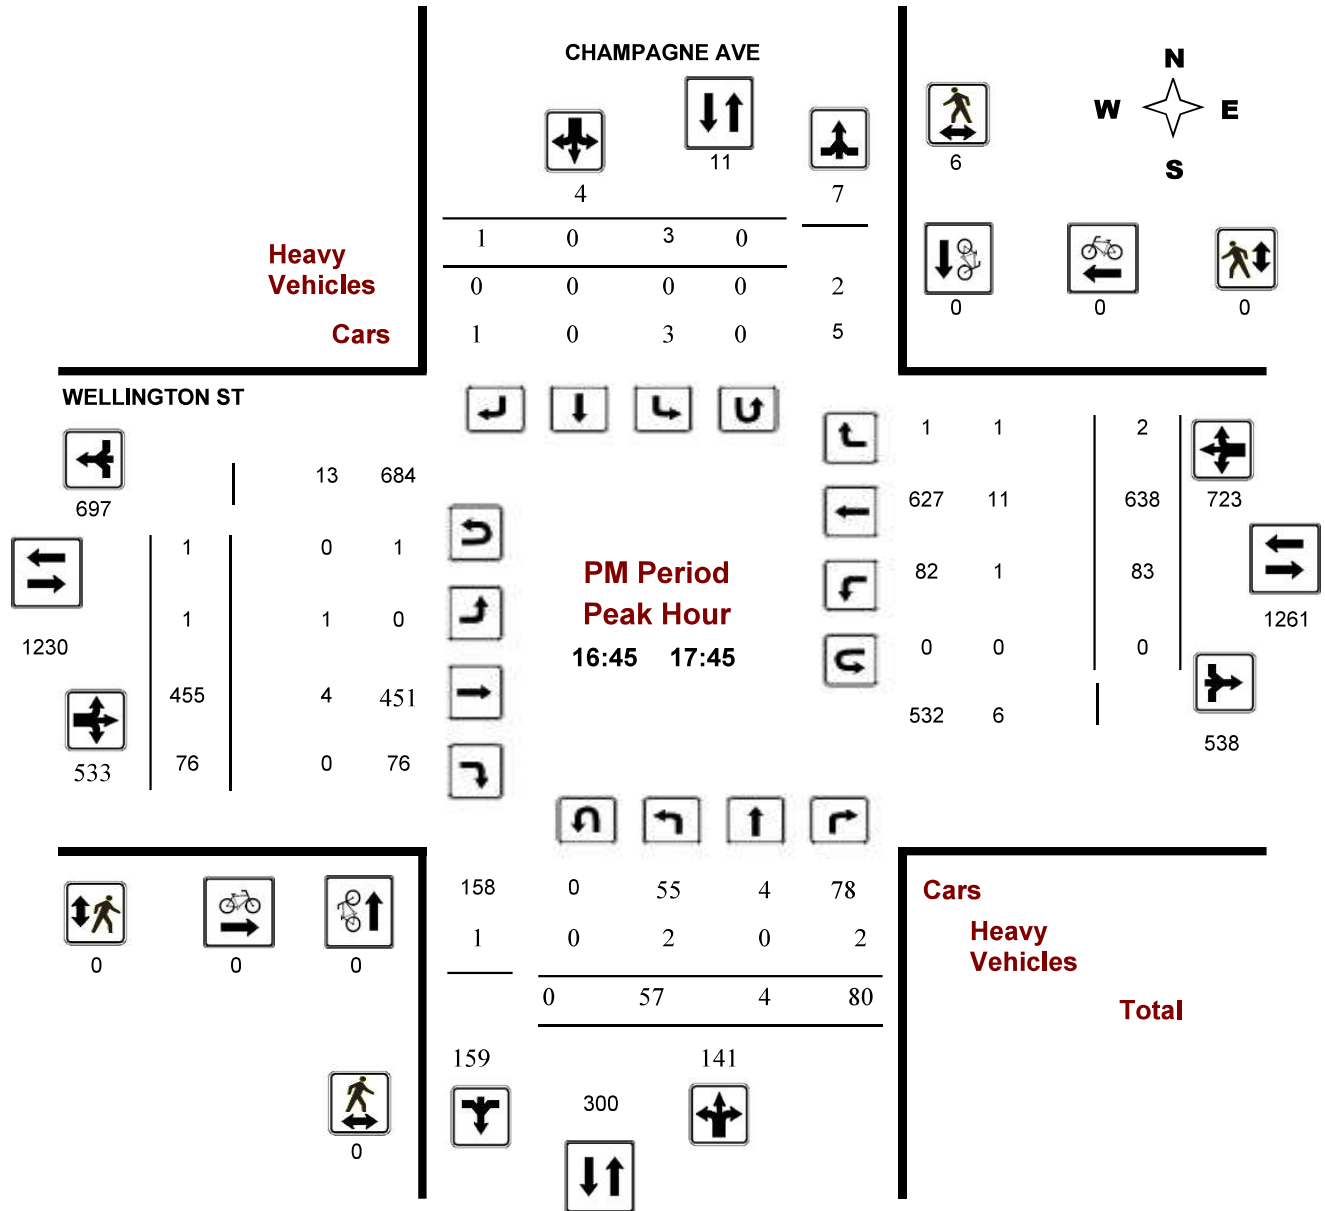 CHAMPAGNE AVE
N
W E
S
11
6
4 7
1 0 3 0
Heavy
Vehicles
0 0 0 0 2
Cars
1 0 3 5
0
0 0 0
WELLINGTON ST
1 1 2
13 684
697
627 11 638 723
1 0 1
PM Period
82 1 83
Peak Hour
1 1 0
1261
1230
16:45 17:45
0 0 0
455 4 451
532 6
538
533 76 0 76
158 0 55 4 78
Cars
1 0 2 0 2
Heavy
Vehicles
0 0 0
0 57 4 80
Total
159 141
300
0